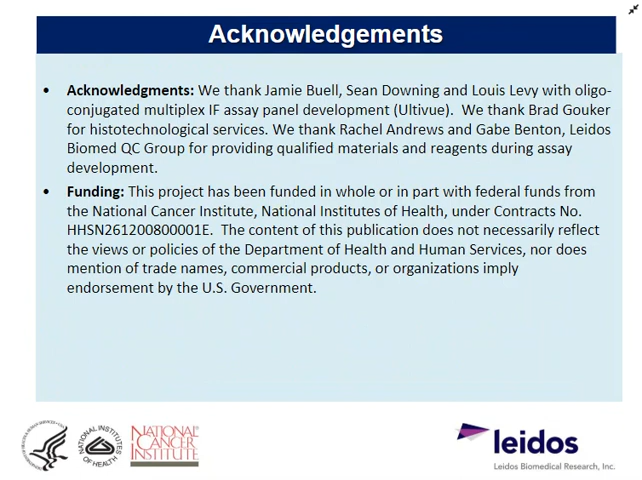 Acknowledgements
• Acknowledgments: We thank Jamie Buell, Sean Downing and Louis Levy with oligo-
conjugated multiplex IF assay panel development (Ultivue). We thank Brad Gouker
for histotechnological services. We thank Rachel Andrews and Gabe Benton, Leidos
Biomed QC Group for providing qualified materials and reagents during assay
development.
• Funding: This project has been funded in whole or in part with federal funds from
the National Cancer Institute, National Institutes of Health, under Contracts No.
HHSN261200800001E. The content of this publication does not necessarily reflect
the views or policies of the Department of Health and Human Services, nor does
mention of trade names, commercial products, or organizations imply
endorsement by the U.S. Government.
NATIONAL INSTITUTES
OF HEALTH
NATIONAL
CANCER
INSTITUTE
leidos
Leidos Biomedical Research, Inc.